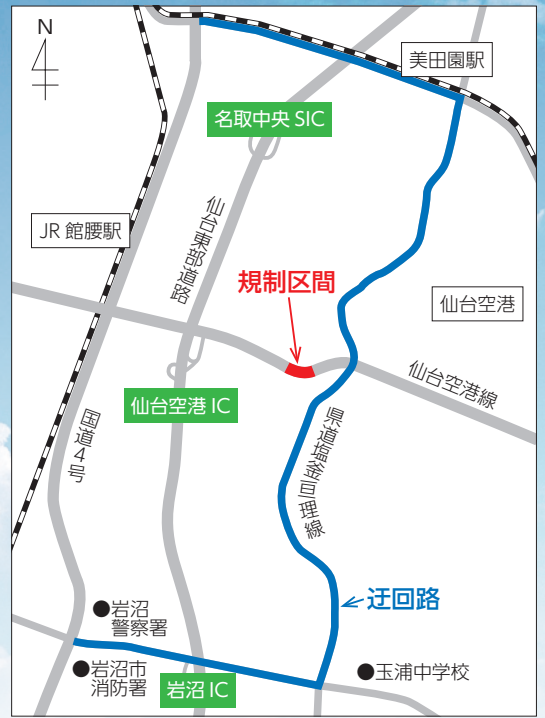 N
美田園駅
名取中央 SIC
仙台東部道路
JR 館腰駅
規制区間
仙台空港
仙台空港線
仙台空港 IC
国道4号
県道塩釜亘理線
迂回路
岩沼
警察署
岩沼市
消防署
岩沼 IC
玉浦中学校